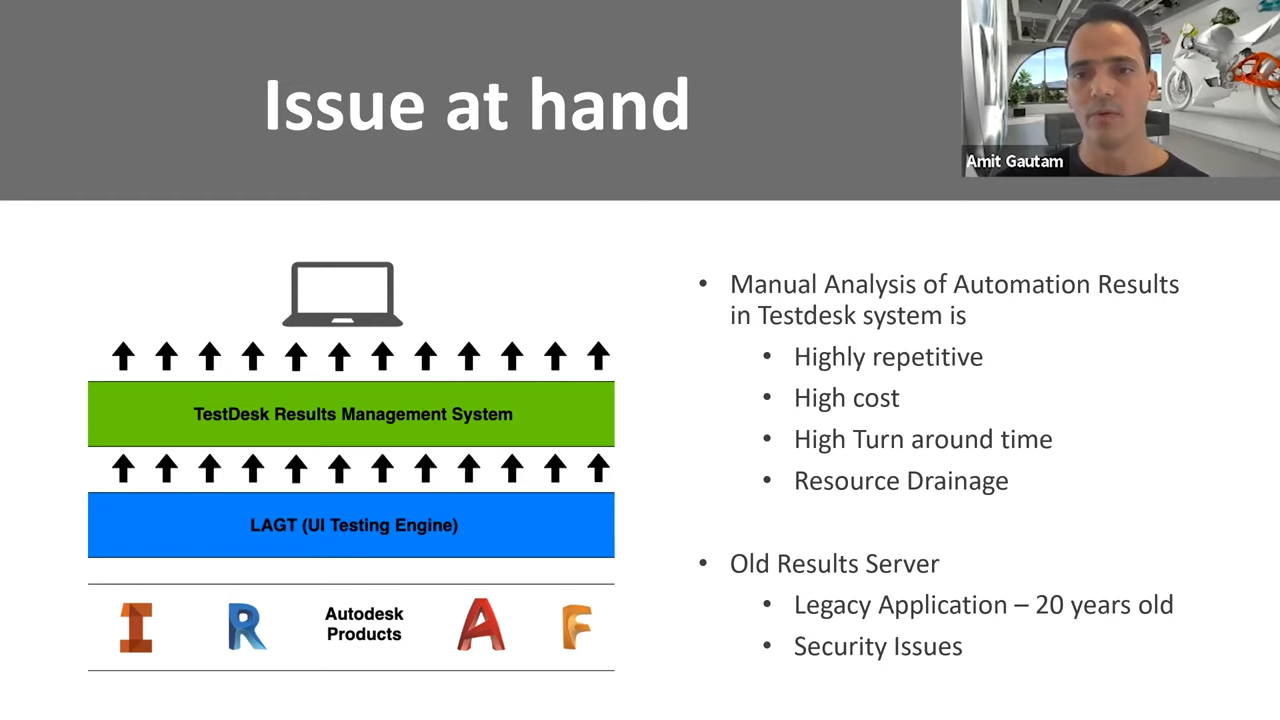 Issue at hand
Amit Gautam
TestDesk Results Management System
LAGT (UI Testing Engine)
I
R
Autodesk
Products
A
F
• Manual Analysis of Automation Results
in Testdesk system is
• Highly repetitive
• High cost
• High Turn around time
• Resource Drainage
• Old Results Server
• Legacy Application – 20 years old
• Security Issues